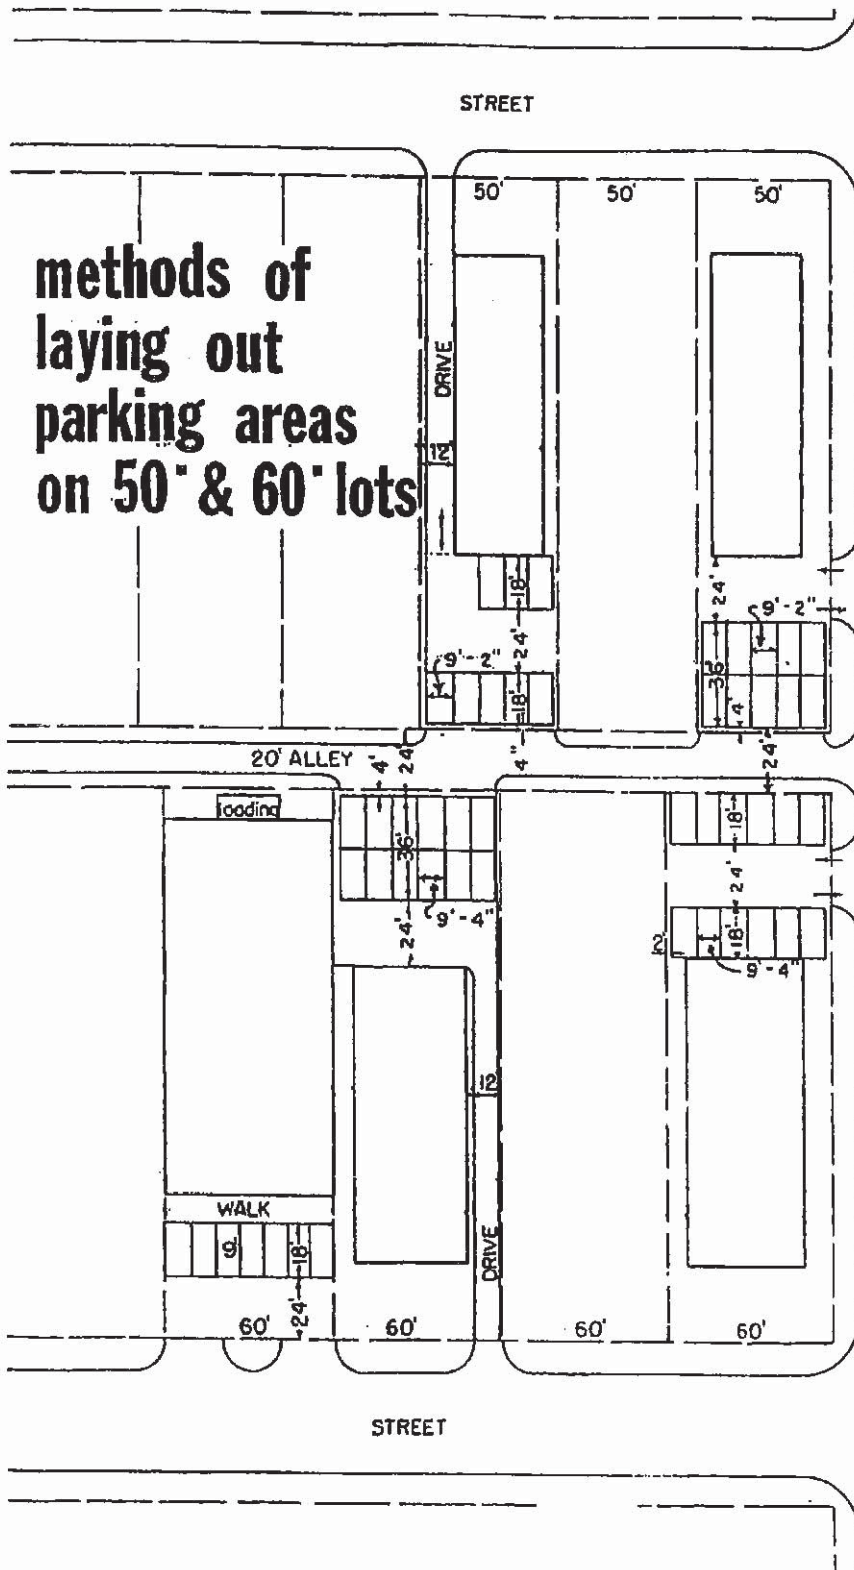 STREET
50'
50'
50'
methods of
laying out
parking areas
on 50' & 60' lots
DRIVE
12'
18'
24'
9'-2"
18'
4"
24'
9'-2"
36'
4'
24'
20' ALLEY
4'
24'
loading
36'
9'-4"
24'
18'
24'
18'
9'-4"
12
WALK
9'
18'
24'
DRIVE
60'
60'
60'
60'
STREET